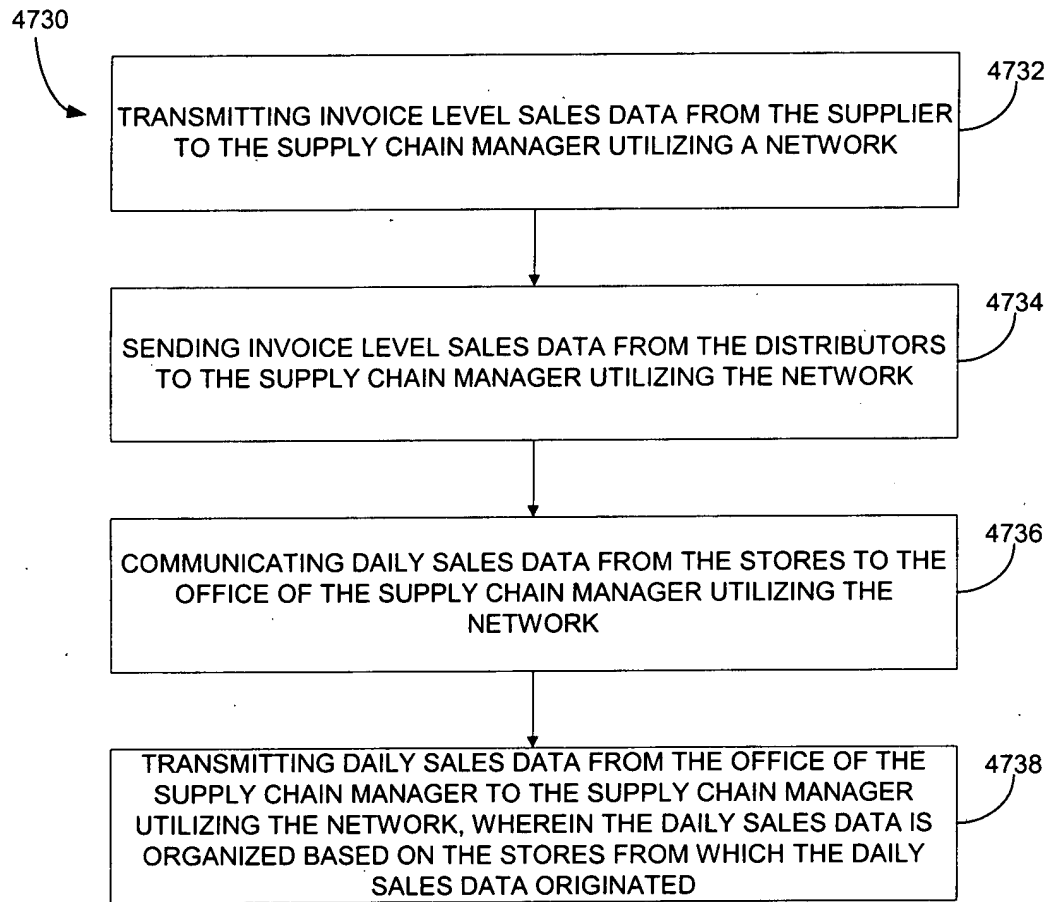 4730
4732
TRANSMITTING INVOICE LEVEL SALES DATA FROM THE SUPPLIER
TO THE SUPPLY CHAIN MANAGER UTILIZING A NETWORK
4734
SENDING INVOICE LEVEL SALES DATA FROM THE DISTRIBUTORS
TO THE SUPPLY CHAIN MANAGER UTILIZING THE NETWORK
4736
COMMUNICATING DAILY SALES DATA FROM THE STORES TO THE
OFFICE OF THE SUPPLY CHAIN MANAGER UTILIZING THE
NETWORK
4738
TRANSMITTING DAILY SALES DATA FROM THE OFFICE OF THE
SUPPLY CHAIN MANAGER TO THE SUPPLY CHAIN MANAGER
UTILIZING THE NETWORK, WHEREIN THE DAILY SALES DATA IS
ORGANIZED BASED ON THE STORES FROM WHICH THE DAILY
SALES DATA ORIGINATED